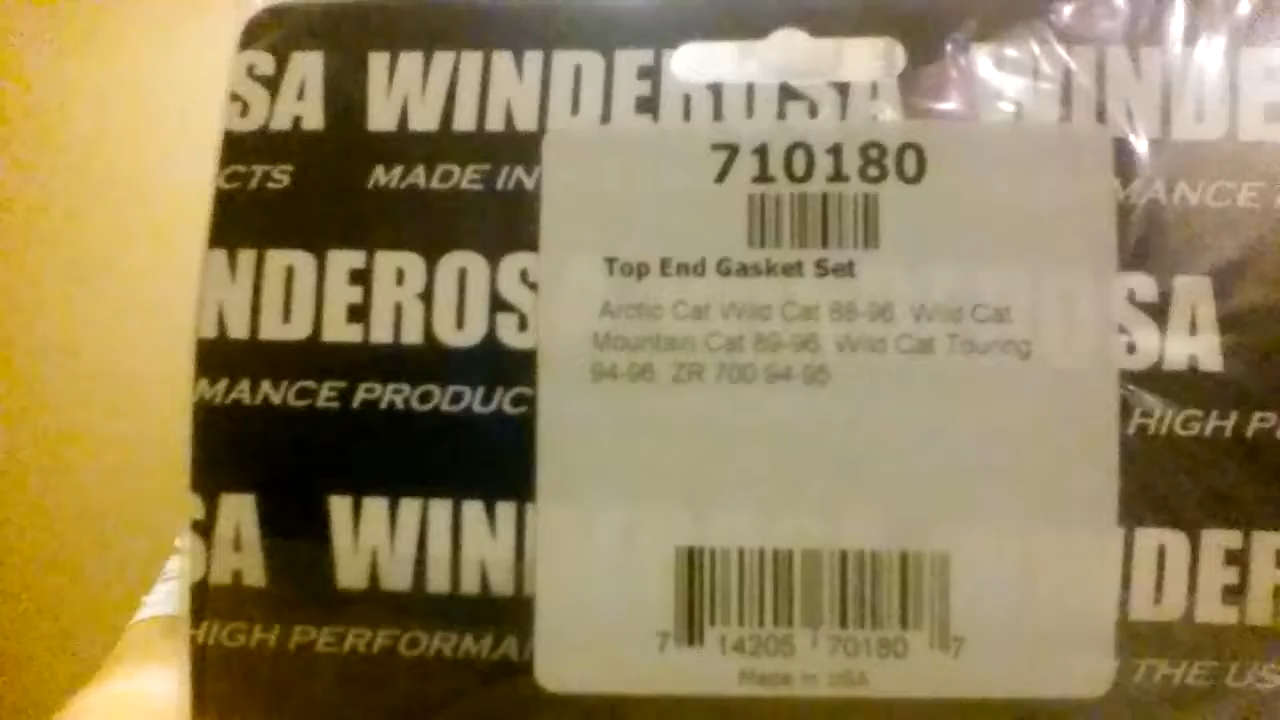 SA WINDEROSA WINDE
CTS MADE IN
MANCE
710180
Top End Gasket Set
Arctic Cat Wild Cat 88-96, Wild Cat
Mountain Cat 89-96, Wild Cat Touring
94-96, ZR 700 94-95
NDEROS
SA
MANCE PRODUC
HIGH P
SA WIN
DER
HIGH PERFORMA
THE US
7 14205 70180 7
Made in USA